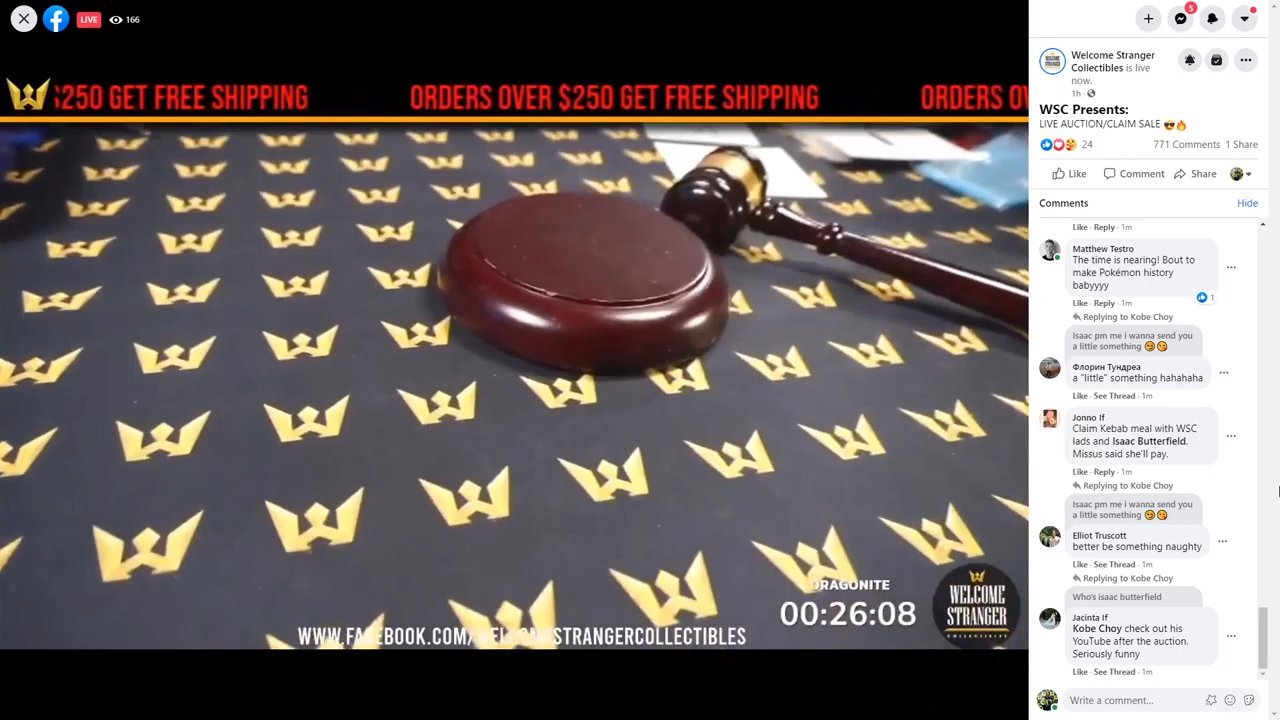 LIVE
166
$250 GET FREE SHIPPING
ORDERS OVER $250 GET FREE SHIPPING
DRAGONITE
00:26:08
WELCOME
STRANGER
COLLECTIBLES
5
Welcome Stranger
Collectibles is live
now.
1h ·
WSC Presents:
LIVE AUCTION/CLAIM SALE 😎🔥
24
771 Comments 1 Share
Like Comment Share
Comments Hide
Like · Reply · 1m
Matthew Testro
The time is nearing! Bout to
make Pokémon history
babyyyy
1
Like · Reply · 1m
Replying to Kobe Choy
Isaac pm me i wanna send you
a little something
Флорин Тундреа
a "little" something hahahaha
Like · See Thread · 1m
Jonno If
Claim Kebab meal with WSC
lads and Isaac Butterfield.
Missus said she'll pay.
Like · Reply · 1m
Replying to Kobe Choy
Isaac pm me i wanna send you
a little something
Elliot Truscott
better be something naughty
Like · See Thread · 1m
Replying to Kobe Choy
Who's isaac butterfield
Jacinta If
Kobe Choy check out his
YouTube after the auction.
Seriously funny
Like · See Thread · 1m
Write a comment...